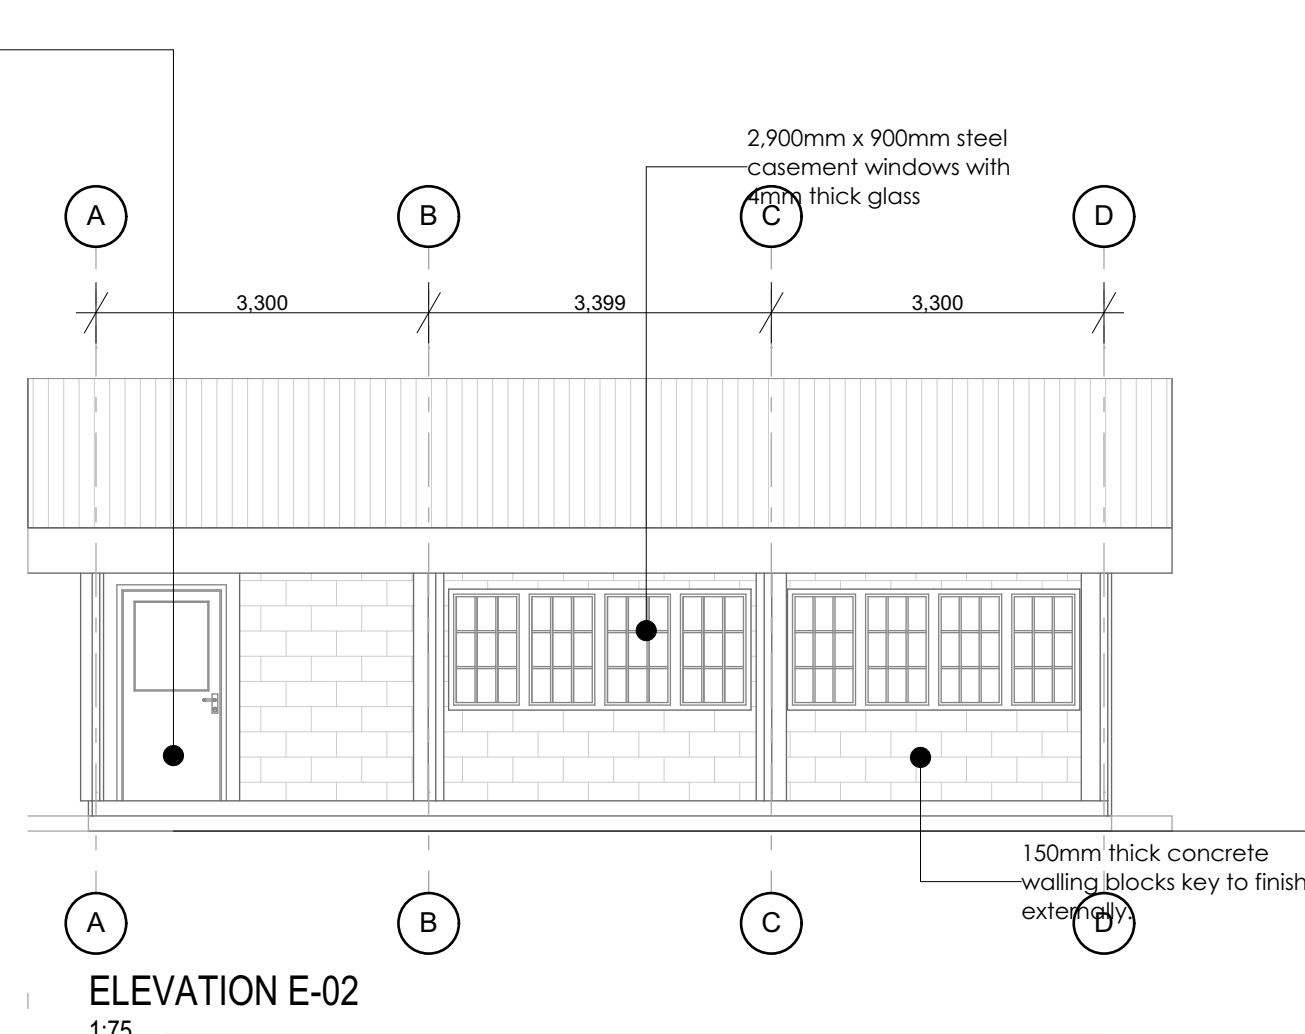 2,900mm x 900mm steel
casement windows with
4mm thick glass
A B C D
3,300 3,399 3,300
150mm thick concrete
walling blocks key to finish
externally.
A B C D
ELEVATION E-02
1:75